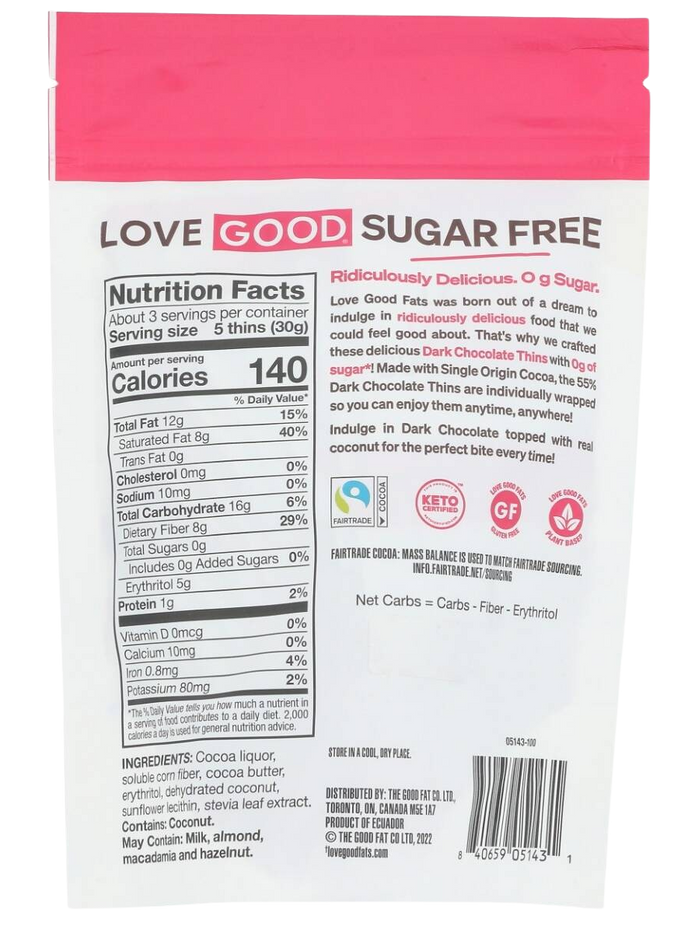 LOVE GOOD® SUGAR FREE
Nutrition Facts
About 3 servings per container
Serving size 5 thins (30g)
Amount per serving
Calories 140
% Daily Value*
Total Fat 12g 15%
Saturated Fat 8g 40%
Trans Fat 0g
Cholesterol 0mg 0%
Sodium 10mg 0%
Total Carbohydrate 16g 6%
Dietary Fiber 8g 29%
Total Sugars 0g
Includes 0g Added Sugars 0%
Erythritol 5g
Protein 1g 2%
Vitamin D 0mcg 0%
Calcium 10mg 0%
Iron 0.8mg 4%
Potassium 80mg 2%
*The % Daily Value tells you how much a nutrient in
a serving of food contributes to a daily diet. 2,000
calories a day is used for general nutrition advice.
INGREDIENTS: Cocoa liquor,
soluble corn fiber, cocoa butter,
erythritol, dehydrated coconut,
sunflower lecithin, stevia leaf extract.
Contains: Coconut.
May Contain: Milk, almond,
macadamia and hazelnut.
Ridiculously Delicious. 0 g Sugar.
Love Good Fats was born out of a dream to
indulge in ridiculously delicious food that we
could feel good about. That's why we crafted
these delicious Dark Chocolate Thins with 0g of
sugar*! Made with Single Origin Cocoa, the 55%
Dark Chocolate Thins are individually wrapped
so you can enjoy them anytime, anywhere!
Indulge in Dark Chocolate topped with real
coconut for the perfect bite every time!
FAIRTRADE
COCOA
KETO
CERTIFIED
LOVE GOOD FATS
GF
GLUTEN FREE
LOVE GOOD FATS
PLANT BASED
FAIRTRADE COCOA: MASS BALANCE IS USED TO MATCH FAIRTRADE SOURCING.
INFO.FAIRTRADE.NET/SOURCING
Net Carbs = Carbs - Fiber - Erythritol
STORE IN A COOL, DRY PLACE.
DISTRIBUTED BY: THE GOOD FAT CO. LTD.,
TORONTO, ON, CANADA M5E 1A7
PRODUCT OF ECUADOR
© THE GOOD FAT CO LTD, 2022
lovegoodfats.com
05143-100
8 40659 05143 1